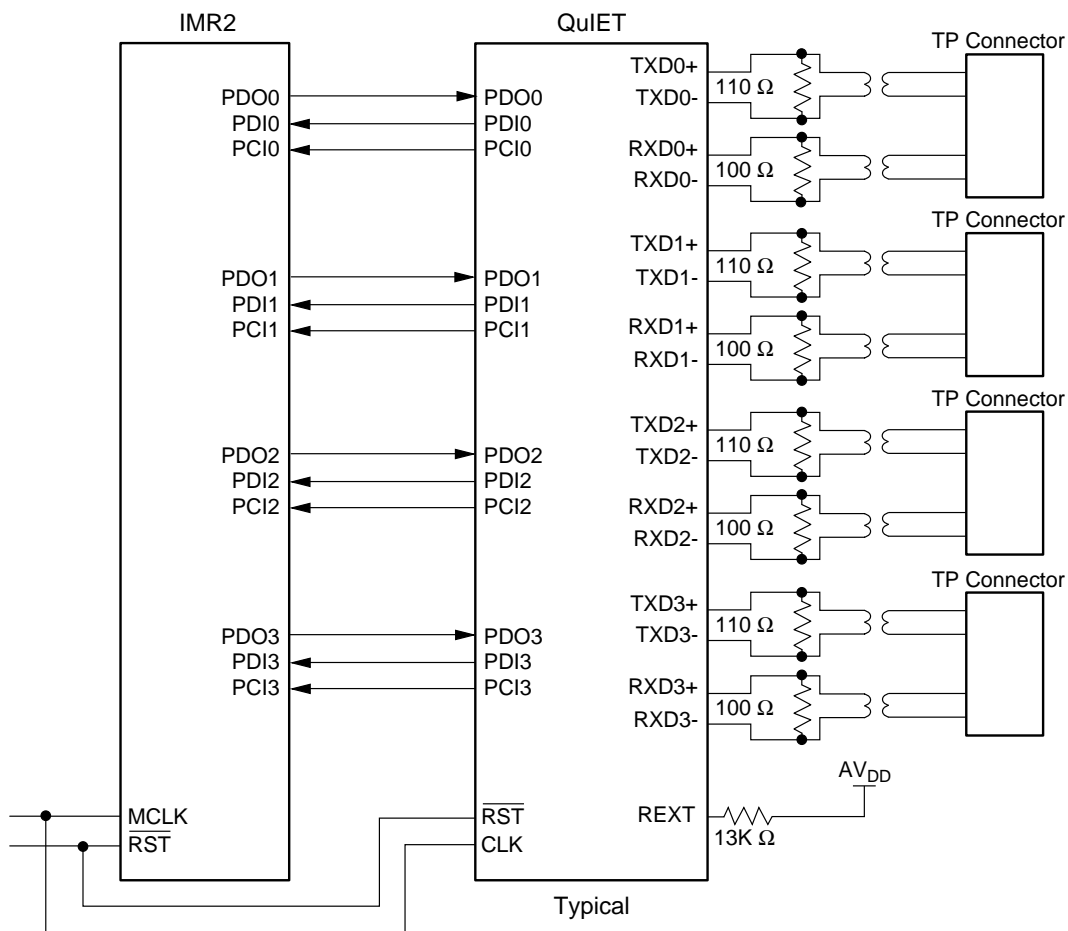 IMR2
QuIET
TP Connector
TXD0+
110 Ω
TXD0-
PDO0
PDO0
PDI0
PDI0
PCI0
PCI0
RXD0+
100 Ω
RXD0-
TP Connector
TXD1+
110 Ω
TXD1-
PDO1
PDO1
PDI1
PDI1
PCI1
PCI1
RXD1+
100 Ω
RXD1-
TP Connector
TXD2+
110 Ω
TXD2-
PDO2
PDO2
PDI2
PDI2
PCI2
PCI2
RXD2+
100 Ω
RXD2-
TP Connector
TXD3+
110 Ω
TXD3-
PDO3
PDO3
PDI3
PDI3
PCI3
PCI3
RXD3+
100 Ω
RXD3-
AVDD
MCLK
RST
RST
CLK
REXT
13K Ω
Typical